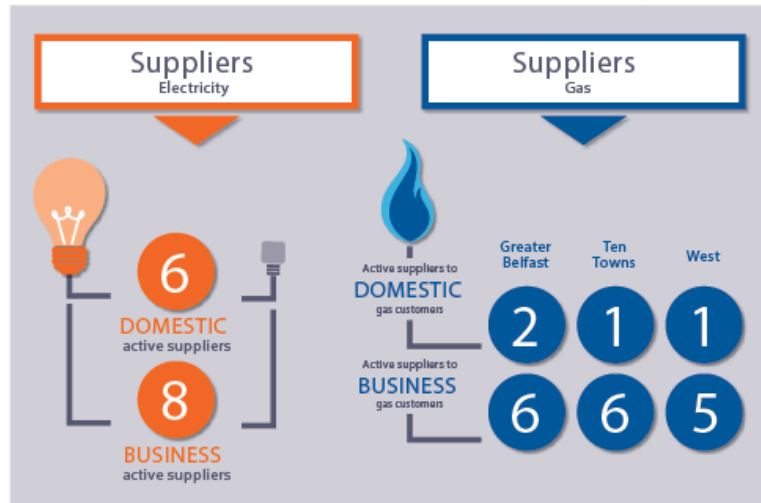 Suppliers
Electricity
6
DOMESTIC
active suppliers
8
BUSINESS
active suppliers
Suppliers
Gas
Greater
Belfast
Ten
Towns
West
Active suppliers to
DOMESTIC
gas customers
2 1 1
Active suppliers to
BUSINESS
gas customers
6 6 5